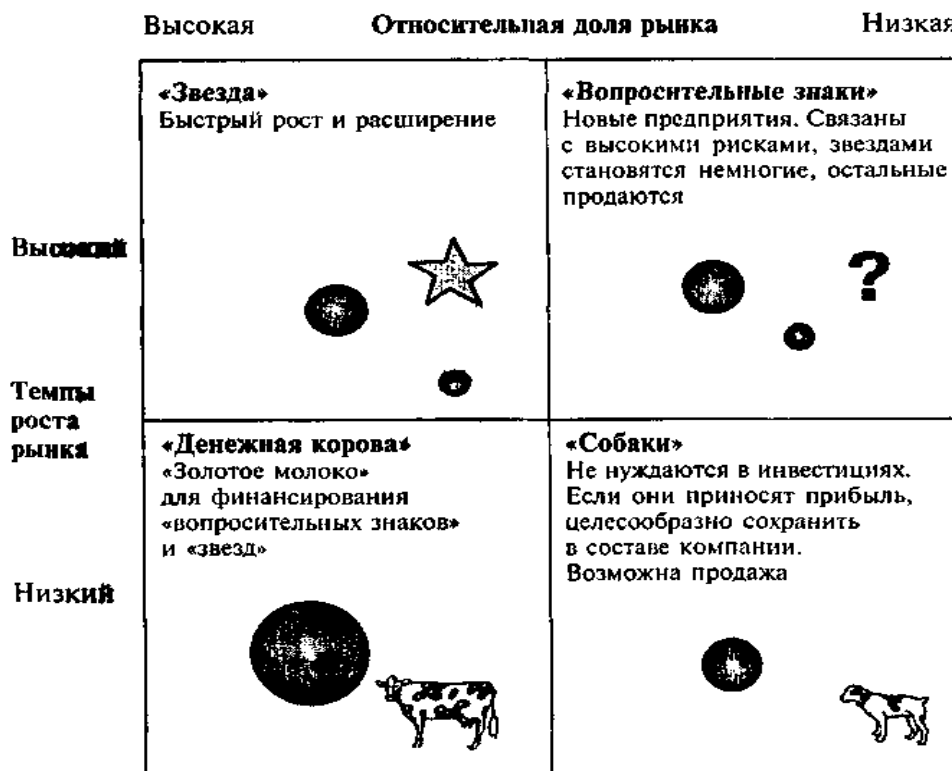 Высокая Относительная доля рынка Низкая
«Звезда»
Быстрый рост и расширение
«Вопросительные знаки»
Новые предприятия. Связаны
с высокими рисками, звездами
становятся немногие, остальные
продаются
Высокий
?
Темпы
роста
рынка
«Денежная корова»
«Золотое молоко»
для финансирования
«вопросительных знаков»
и «звезд»
«Собаки»
Не нуждаются в инвестициях.
Если они приносят прибыль,
целесообразно сохранить
в составе компании.
Возможна продажа
Низкий